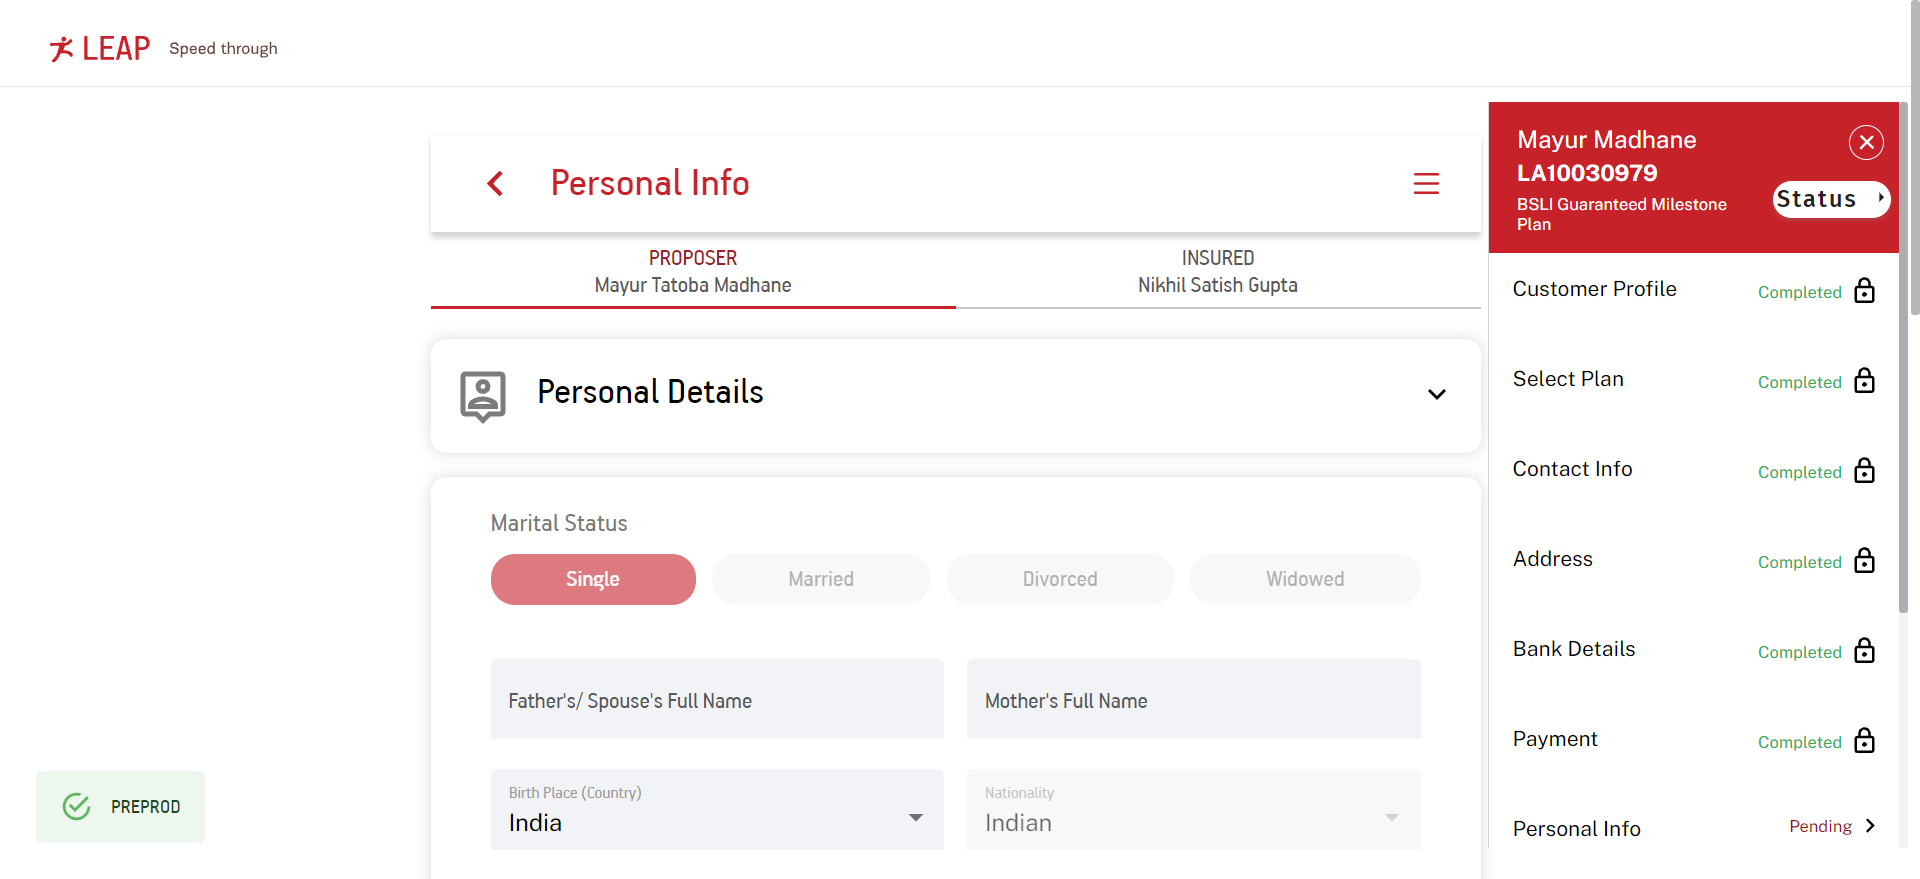 LEAP Speed through
Personal Info
PROPOSER
Mayur Tatoba Madhane
INSURED
Nikhil Satish Gupta
Personal Details
Marital Status
Single Married Divorced Widowed
Father's/ Spouse's Full Name
Mother's Full Name
Birth Place (Country)
India
Nationality
Indian
PREPROD
Mayur Madhane
LA10030979
BSLI Guaranteed Milestone
Plan
Status
Customer Profile Completed
Select Plan Completed
Contact Info Completed
Address Completed
Bank Details Completed
Payment Completed
Personal Info Pending